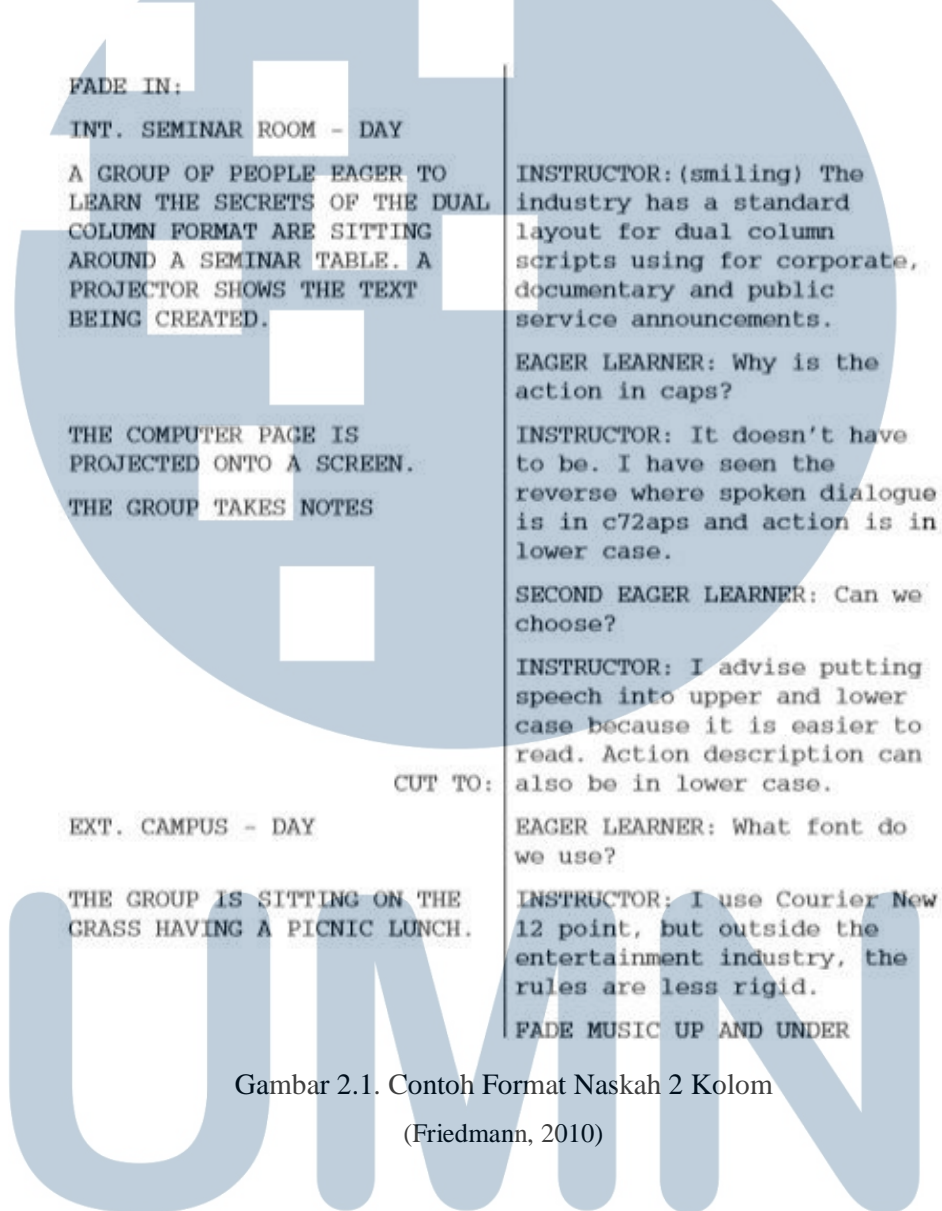 FADE IN:
INT. SEMINAR ROOM - DAY
A GROUP OF PEOPLE EAGER TO
LEARN THE SECRETS OF THE DUAL
COLUMN FORMAT ARE SITTING
AROUND A SEMINAR TABLE. A
PROJECTOR SHOWS THE TEXT
BEING CREATED.
THE COMPUTER PAGE IS
PROJECTED ONTO A SCREEN.
THE GROUP TAKES NOTES
CUT TO:
EXT. CAMPUS - DAY
THE GROUP IS SITTING ON THE
GRASS HAVING A PICNIC LUNCH.
INSTRUCTOR:(smiling) The
industry has a standard
layout for dual column
scripts using for corporate,
documentary and public
service announcements.
EAGER LEARNER: Why is the
action in caps?
INSTRUCTOR: It doesn't have
to be. I have seen the
reverse where spoken dialogue
is in c72aps and action is in
lower case.
SECOND EAGER LEARNER: Can we
choose?
INSTRUCTOR: I advise putting
speech into upper and lower
case because it is easier to
read. Action description can
also be in lower case.
EAGER LEARNER: What font do
we use?
INSTRUCTOR: I use Courier New
12 point, but outside the
entertainment industry, the
rules are less rigid.
FADE MUSIC UP AND UNDER
Gambar 2.1. Contoh Format Naskah 2 Kolom
(Friedmann, 2010)
UMN